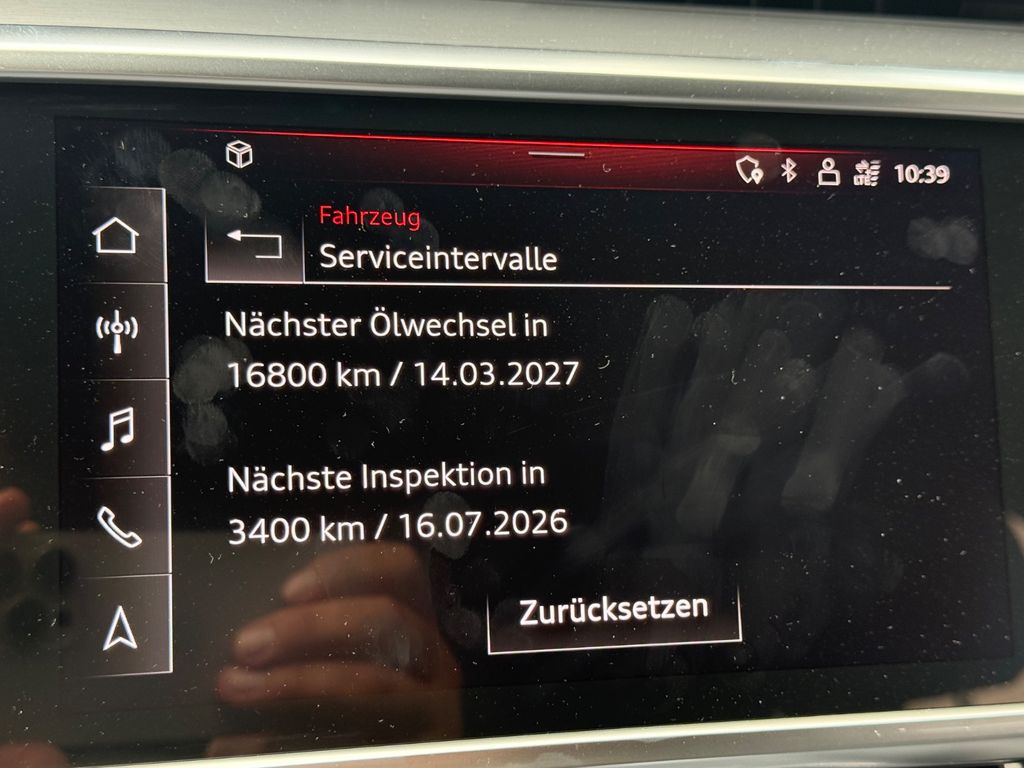 LTE 10:39
Fahrzeug
Serviceintervalle
Nächster Ölwechsel in
16800 km / 14.03.2027
Nächste Inspektion in
3400 km / 16.07.2026
Zurücksetzen